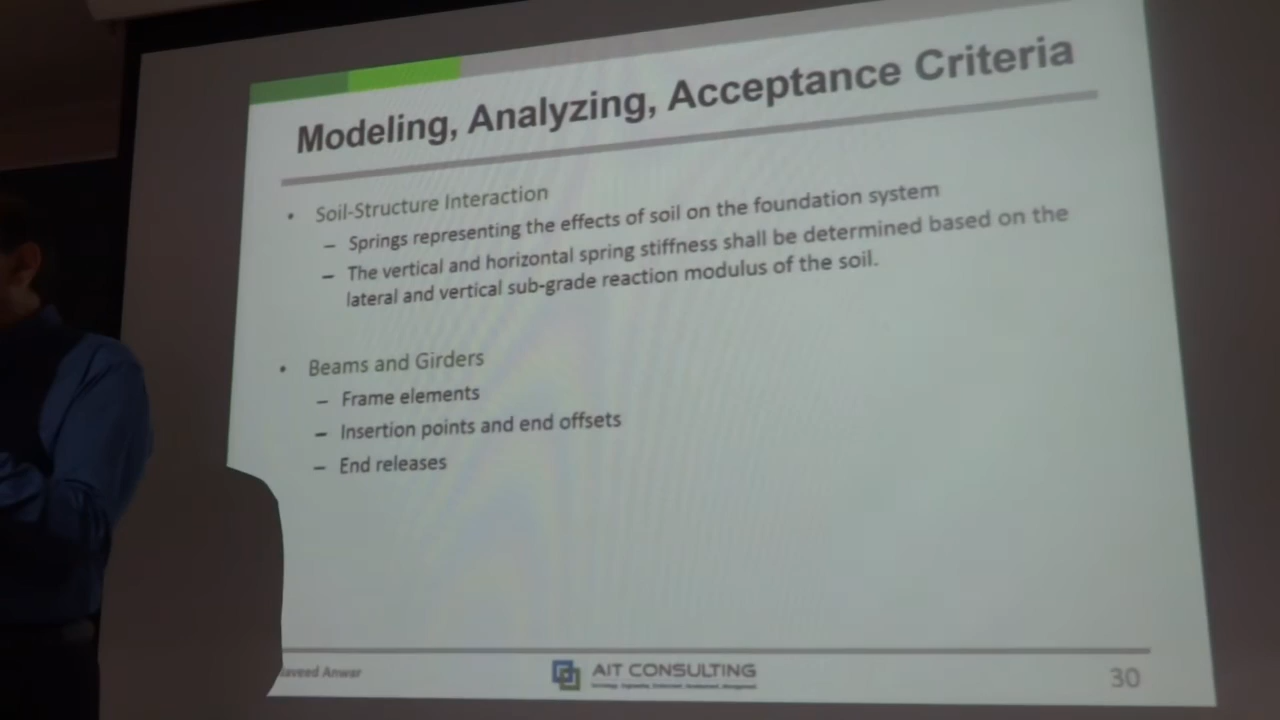 Modeling, Analyzing, Acceptance Criteria
• Soil-Structure Interaction
– Springs representing the effects of soil on the foundation system
– The vertical and horizontal spring stiffness shall be determined based on the
lateral and vertical sub-grade reaction modulus of the soil.
• Beams and Girders
– Frame elements
– Insertion points and end offsets
– End releases
aveed Anwar
AIT CONSULTING
30